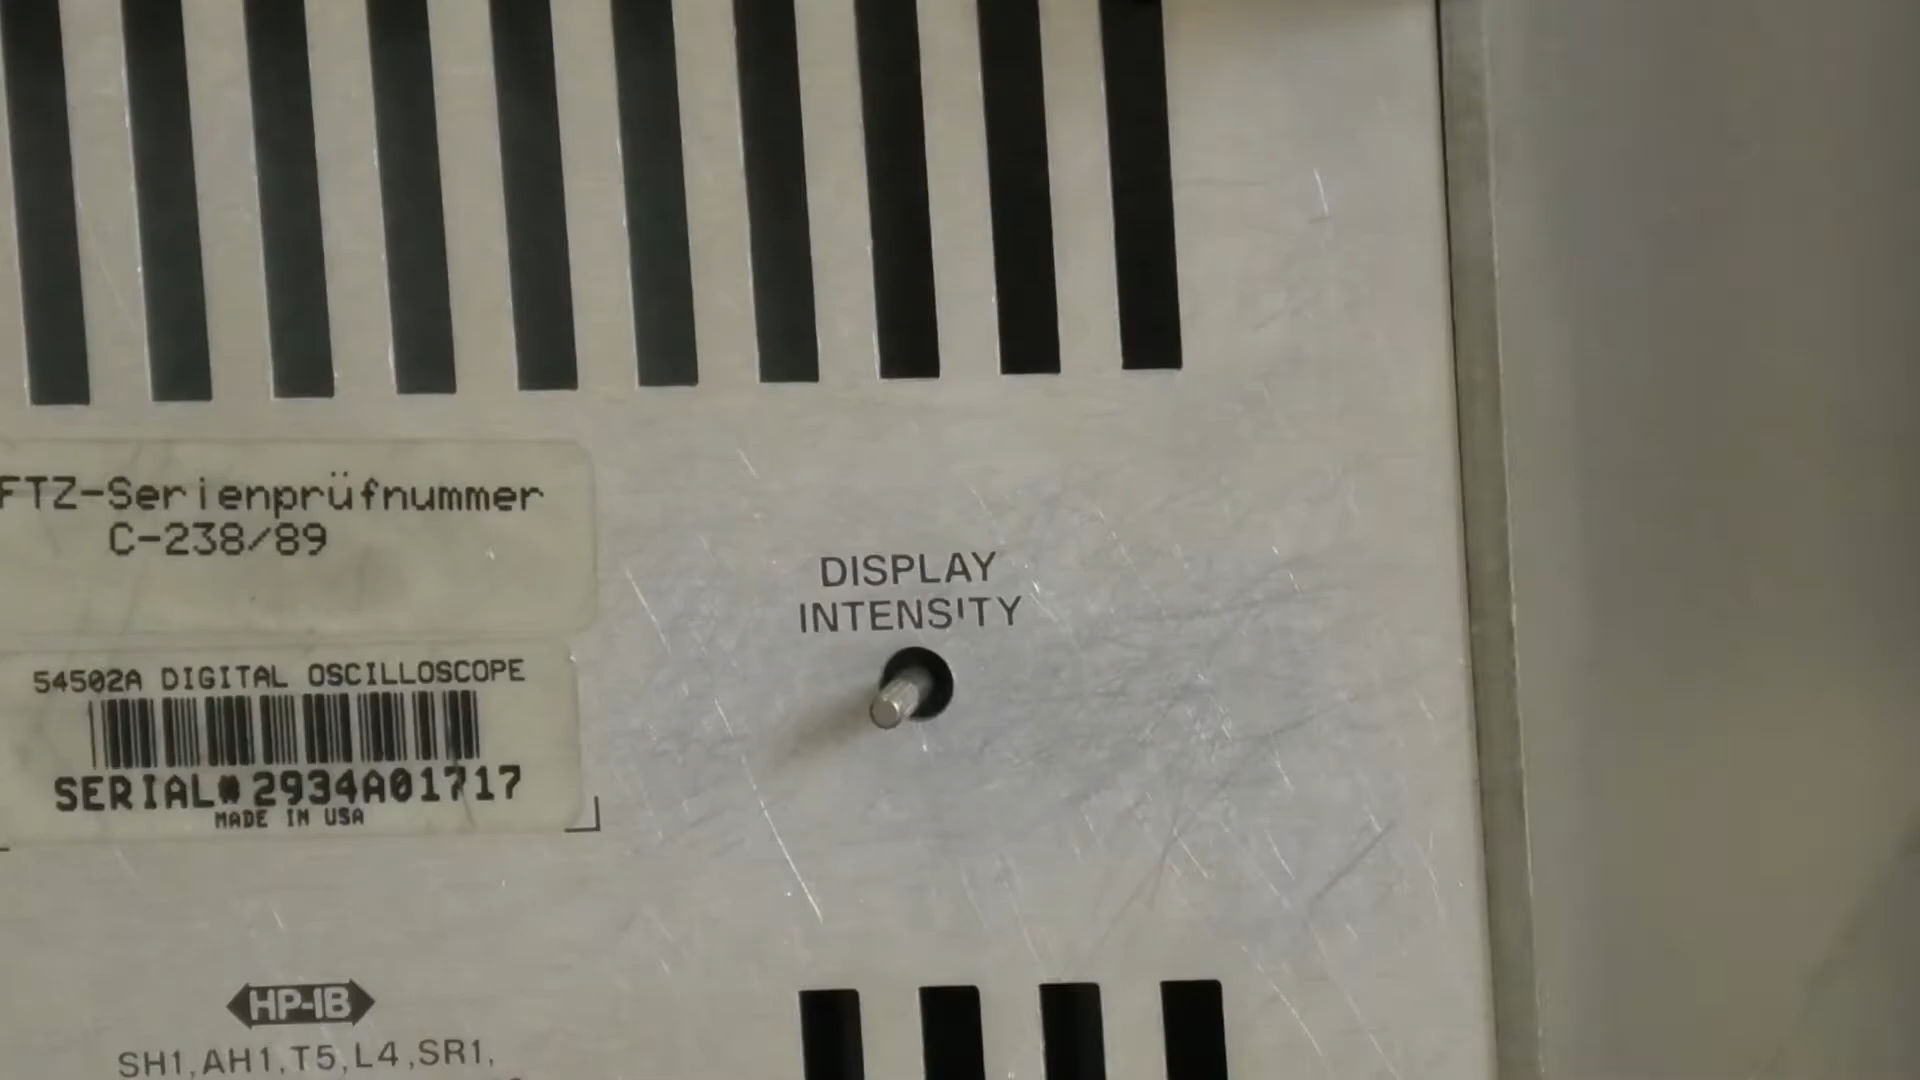 FTZ-Serienprüfnummer
C-238/89
DISPLAY
INTENSITY
54502A DIGITAL OSCILLOSCOPE
SERIAL# 2934A01717
MADE IN USA
HP-IB
SH1,AH1,T5,L4,SR1,